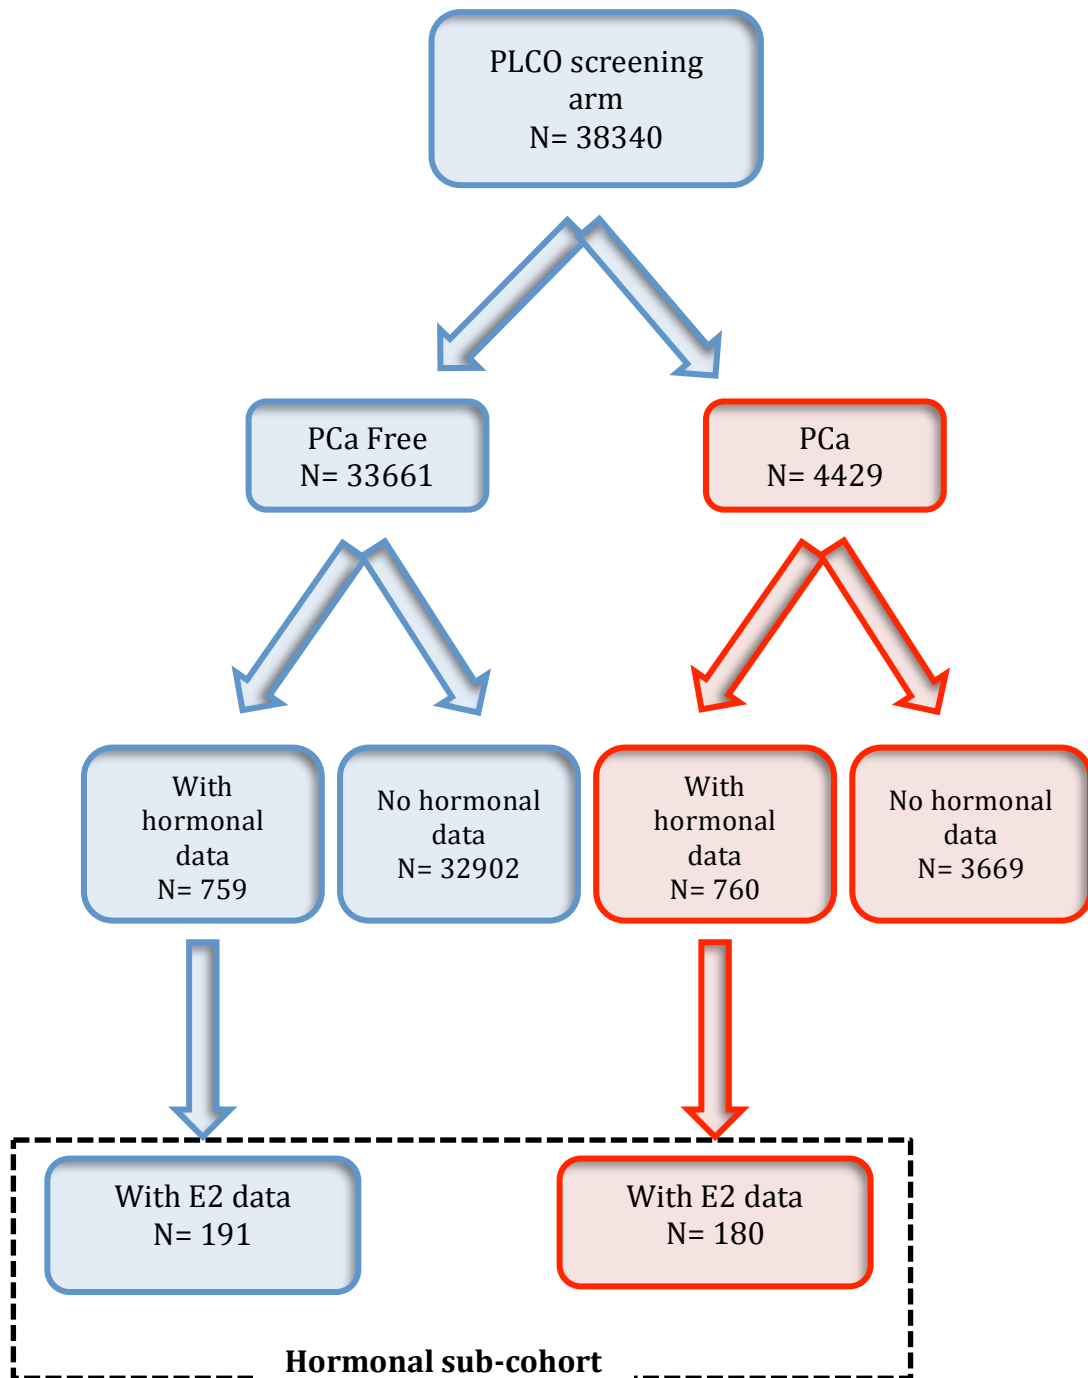 PLCO screening
arm
N= 38340
PCa Free
N= 33661
PCa
N= 4429
With
hormonal
data
N= 759
No hormonal
data
N= 32902
With
hormonal
data
N= 760
No hormonal
data
N= 3669
With E2 data
N= 191
With E2 data
N= 180
Hormonal sub-cohort